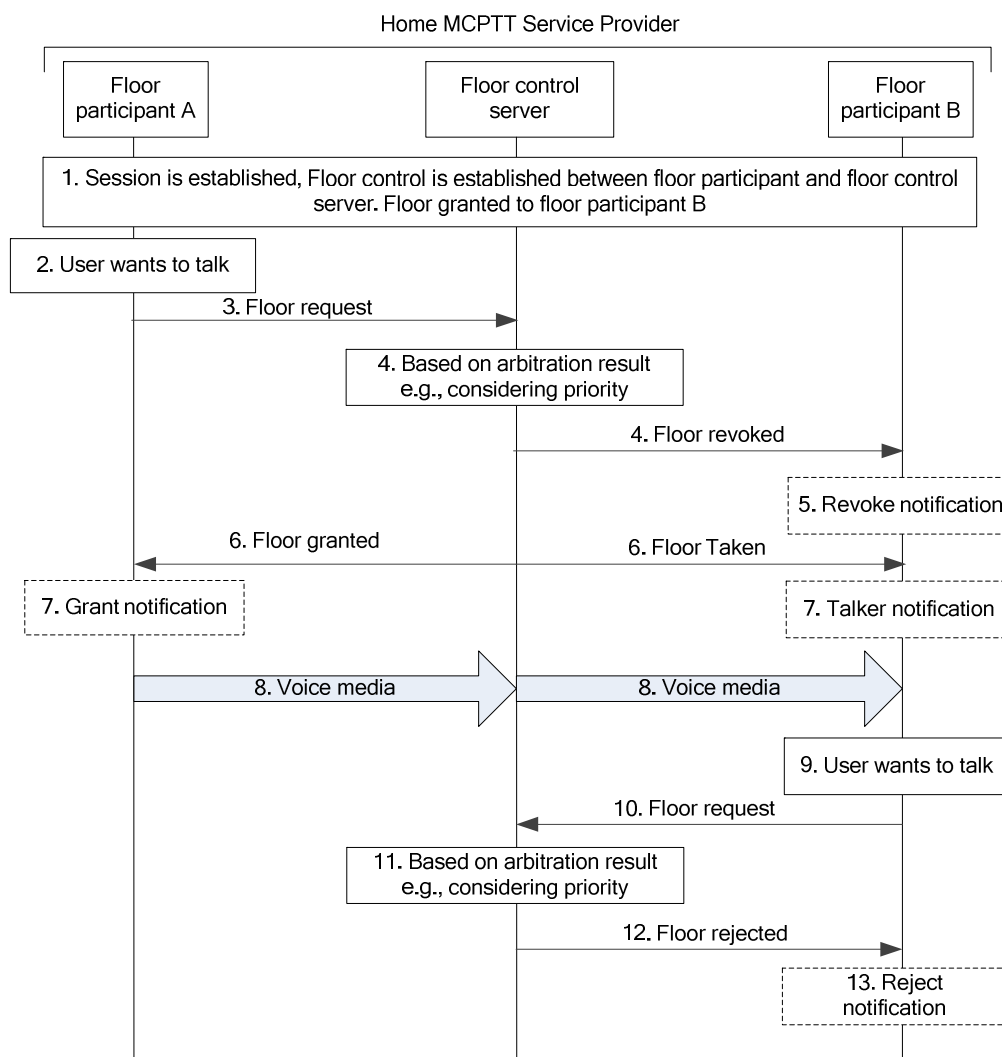 Home MCPTT Service Provider
Floor
participant A
Floor control
server
Floor
participant B
1. Session is established, Floor control is established between floor participant and floor control
server. Floor granted to floor participant B
2. User wants to talk
3. Floor request
4. Based on arbitration result
e.g., considering priority
4. Floor revoked
5. Revoke notification
6. Floor granted
6. Floor Taken
7. Grant notification
7. Talker notification
8. Voice media
8. Voice media
9. User wants to talk
10. Floor request
11. Based on arbitration result
e.g., considering priority
12. Floor rejected
13. Reject
notification